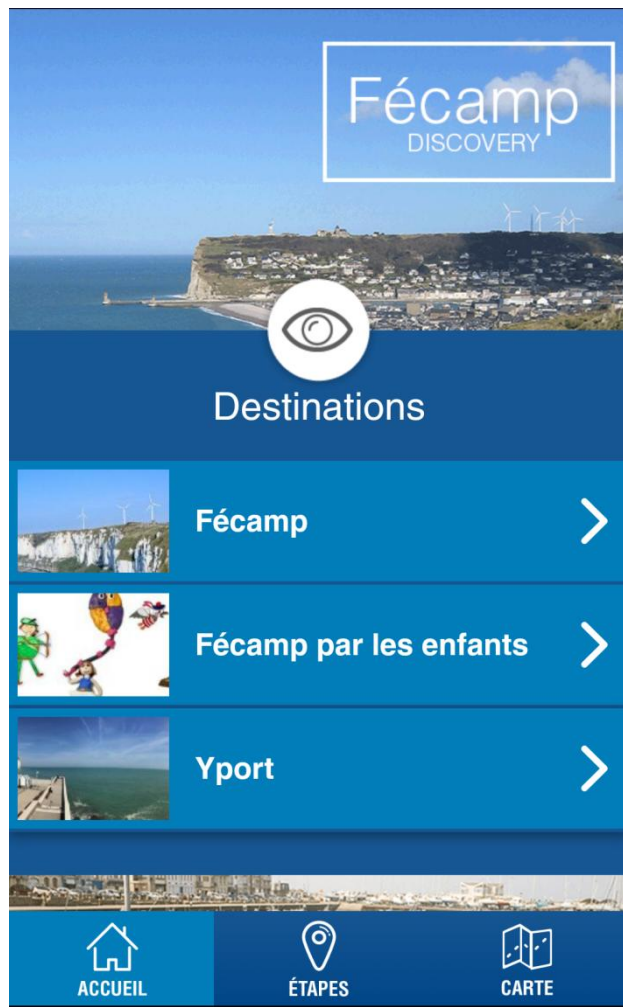 Fécamp
DISCOVERY
Destinations
Fécamp
Fécamp par les enfants
Yport
ACCUEIL
ÉTAPES
CARTE